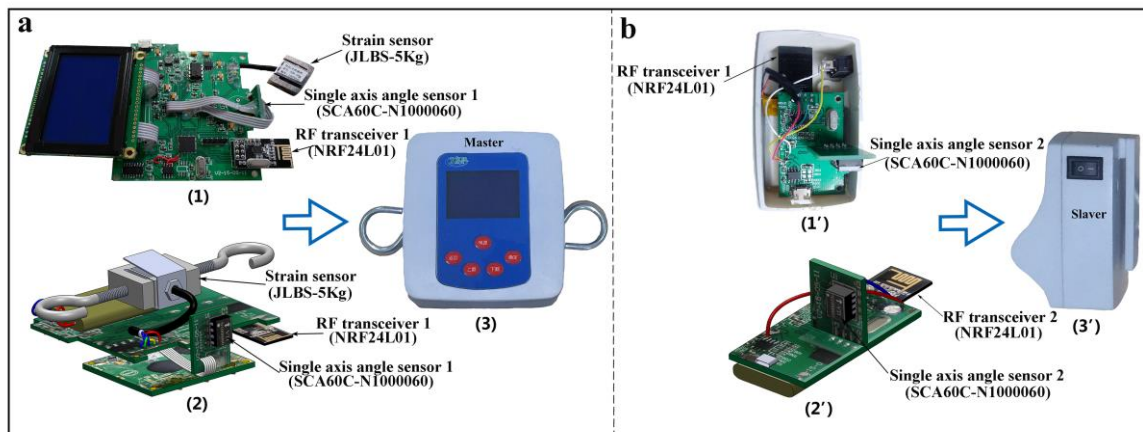 a
Strain sensor
(JLBS-5Kg)
Single axis angle sensor 1
(SCA60C-N1000060)
RF transceiver 1
(NRF24L01)
(1)
Master
Strain sensor
(JLBS-5Kg)
RF transceiver 1
(NRF24L01)
Single axis angle sensor 1
(SCA60C-N1000060)
(2)
(3)
b
RF transceiver 1
(NRF24L01)
Single axis angle sensor 2
(SCA60C-N1000060)
(1’)
Slaver
RF transceiver 2
(NRF24L01)
Single axis angle sensor 2
(SCA60C-N1000060)
(2’)
(3’)